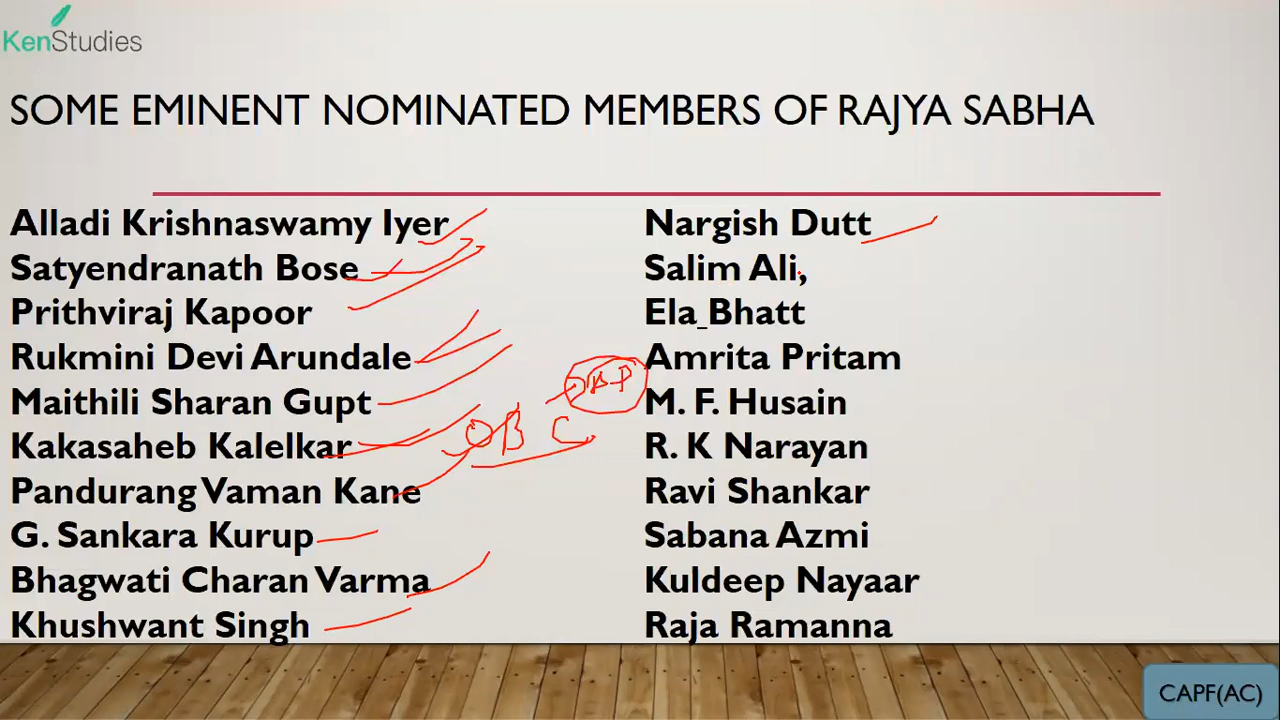 KenStudies
SOME EMINENT NOMINATED MEMBERS OF RAJYA SABHA
Alladi Krishnaswamy Iyer
Satyendranath Bose
Prithviraj Kapoor
Rukmini Devi Arundale
Maithili Sharan Gupt
Kakasaheb Kalelkar
Pandurang Vaman Kane
G. Sankara Kurup
Bhagwati Charan Varma
Khushwant Singh
OBC
Nargish Dutt
Salim Ali,
Ela Bhatt
Amrita Pritam
M. F. Husain
R. K Narayan
Ravi Shankar
Sabana Azmi
Kuldeep Nayaar
Raja Ramanna
CAPF(AC)